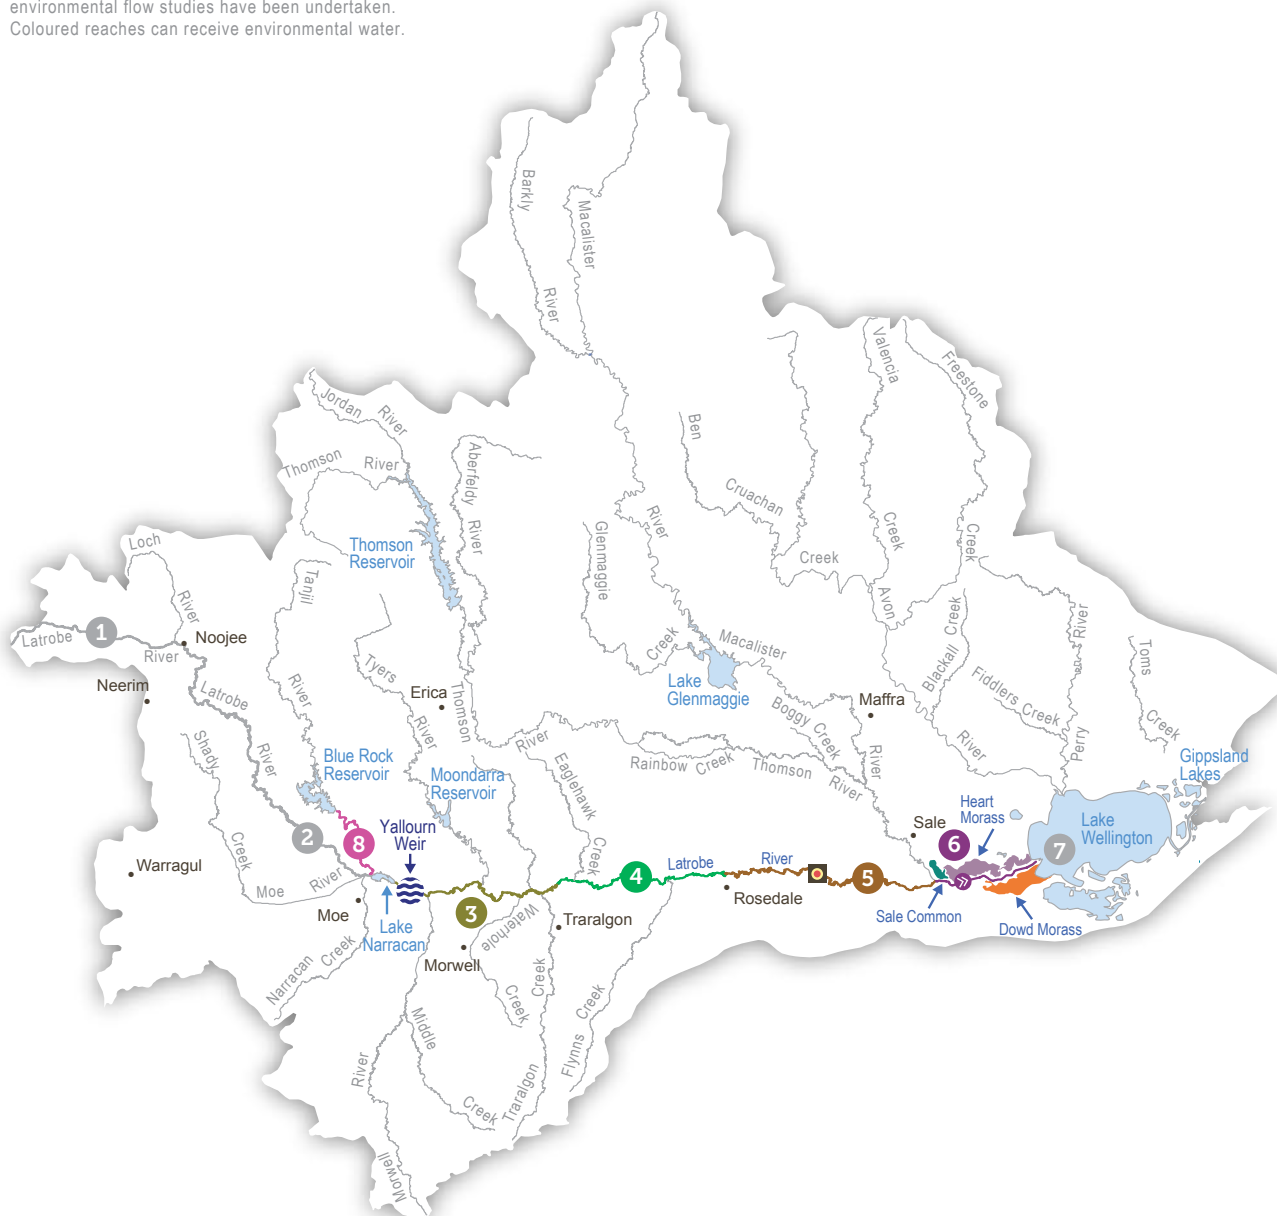 environmental flow studies have been undertaken.
Coloured reaches can receive environmental water.
Barkly
River
Macalister
River
Valencia
Creek
Freestone
Creek
Jordan
River
Thomson
River
Aberfeldy
River
Ben
Cruachan
Creek
Thomson
Reservoir
Glenmaggie
Creek
Loch
River
Tanjil
River
Latrobe
1
River
Noojee
Neerim
Latrobe
River
Tyers
River
Erica
Thomson
River
Macalister
Lake
Glenmaggie
Boggy
Creek
Maffra
River
Avon
River
Blackall Creek
Fiddlers Creek
Perry
River
Toms
Creek
Gippsland
Lakes
Shady
Creek
Blue Rock
Reservoir
Moondarra
Reservoir
Eaglehawk
Creek
Rainbow Creek
Thomson
River
2
8
Yallourn
Weir
Warragul
Moe
River
Moe
Lake
Narracan
3
4
Latrobe
River
5
Rosedale
Sale
6
Heart
Morass
Lake
Wellington
7
Sale Common
Dowd Morass
Morwell
Waterhole
Creek
Traralgon
Narracan
Creek
Middle
Creek
Traralgon
Creek
Flynns
Creek
River
Morwell